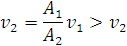 v₂ = A₁/A₂ v₁ > v₂